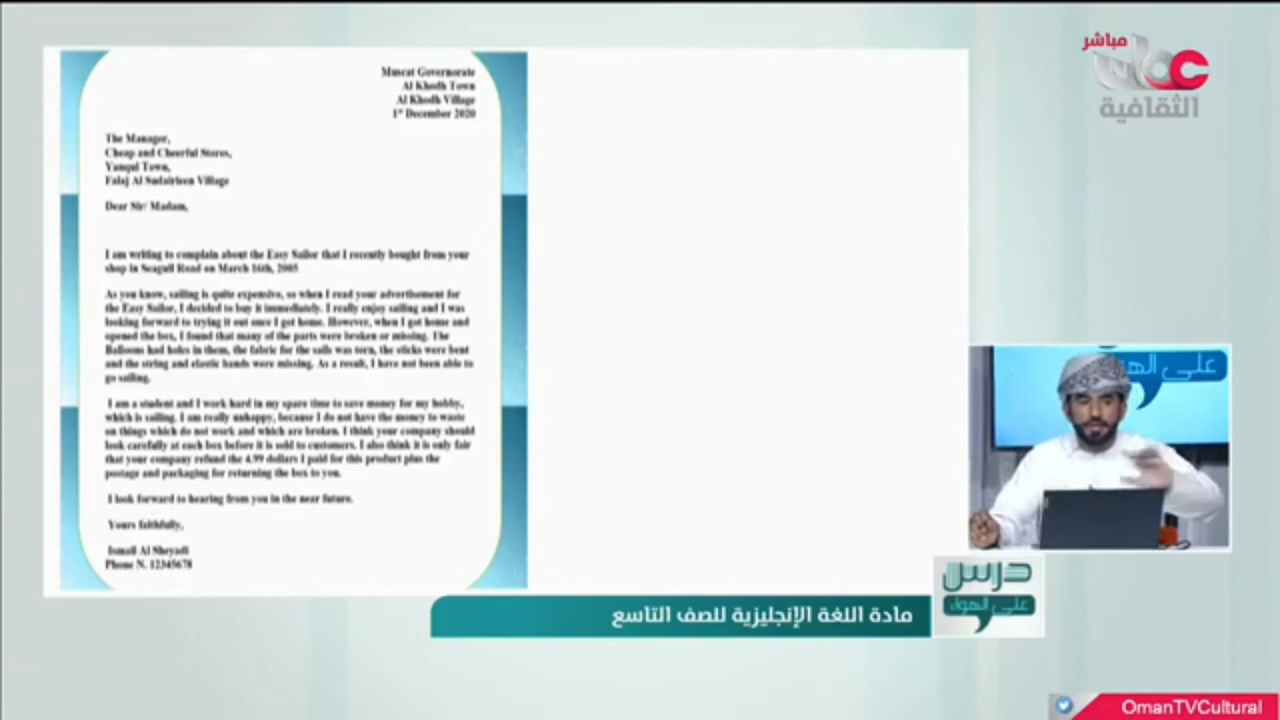 مباشر
عمان
الثقافية
Muscat Governorate
Al Khodh Town
Al Khodh Village
1st December 2020
The Manager,
Cheap and Cheerful Stores,
Yanqul Town,
Falaj Al Sudairieen Village
Dear Sir/ Madam,
I am writing to complain about the Easy Sailor that I recently bought from your
shop in Seagull Road on March 16th, 2005
As you know, sailing is quite expensive, so when I read your advertisement for
the Easy Sailor, I decided to buy it immediately. I really enjoy sailing and I was
looking forward to trying it out once I got home. However, when I got home and
opened the box, I found that many of the parts were broken or missing. The
Balloons had holes in them, the fabric for the sails was torn, the sticks were bent
and the string and elastic bands were missing. As a result, I have not been able to
go sailing.
I am a student and I work hard in my spare time to save money for my hobby,
which is sailing. I am really unhappy, because I do not have the money to waste
on things which do not work and which are broken. I think your company should
look carefully at each box before it is sold to customers. I also think it is only fair
that your company refund the 4.99 dollars I paid for this product plus the
postage and packaging for returning the box to you.
I look forward to hearing from you in the near future.
Yours faithfully,
Ismail Al Sheyadi
Phone N. 12345678
على الهو
درس
على الهواء
مادة اللغة الإنجليزية للصف التاسع
OmanTVCultural